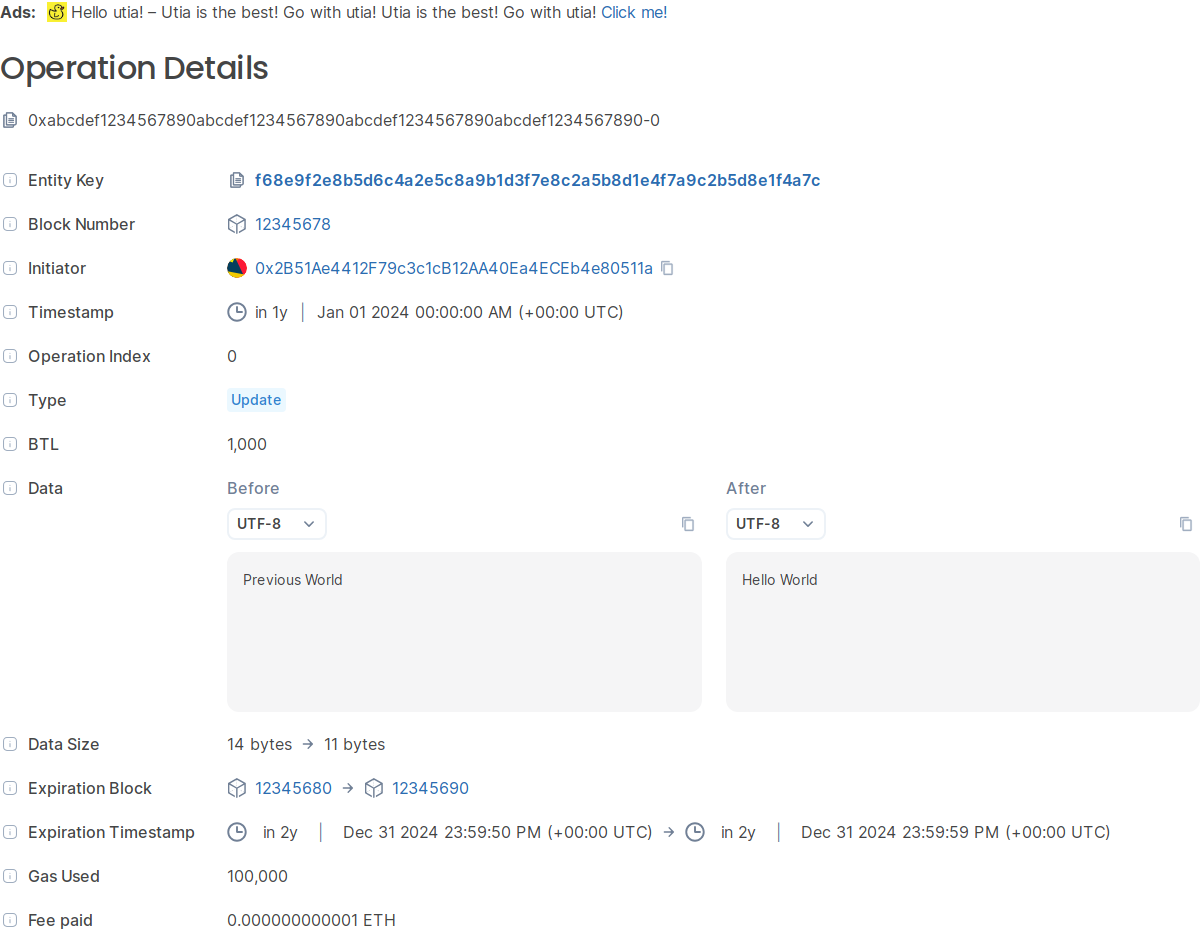 Ads: Hello utia! – Utia is the best! Go with utia! Utia is the best! Go with utia! Click me!
Operation Details
0xabcdef1234567890abcdef1234567890abcdef1234567890abcdef1234567890-0
Entity Key f68e9f2e8b5d6c4a2e5c8a9b1d3f7e8c2a5b8d1e4f7a9c2b5d8e1f4a7c
Block Number 12345678
Initiator 0x2B51Ae4412F79c3c1cB12AA40Ea4ECEb4e80511a
Timestamp in 1y | Jan 01 2024 00:00:00 AM (+00:00 UTC)
Operation Index 0
Type Update
BTL 1,000
Data Before After
UTF-8 UTF-8
Previous World Hello World
Data Size 14 bytes → 11 bytes
Expiration Block 12345680 → 12345690
Expiration Timestamp in 2y | Dec 31 2024 23:59:50 PM (+00:00 UTC) → in 2y | Dec 31 2024 23:59:59 PM (+00:00 UTC)
Gas Used 100,000
Fee paid 0.000000000001 ETH